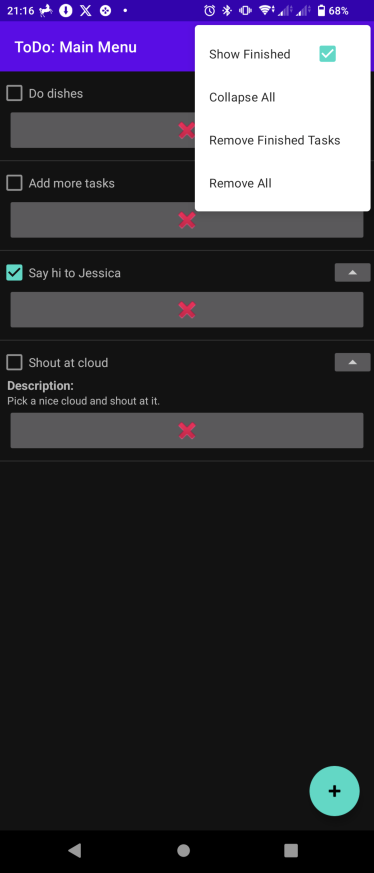 21:16
68%
ToDo: Main Menu
Show Finished
Collapse All
Remove Finished Tasks
Remove All
Do dishes
Add more tasks
Say hi to Jessica
Shout at cloud
Description:
Pick a nice cloud and shout at it.